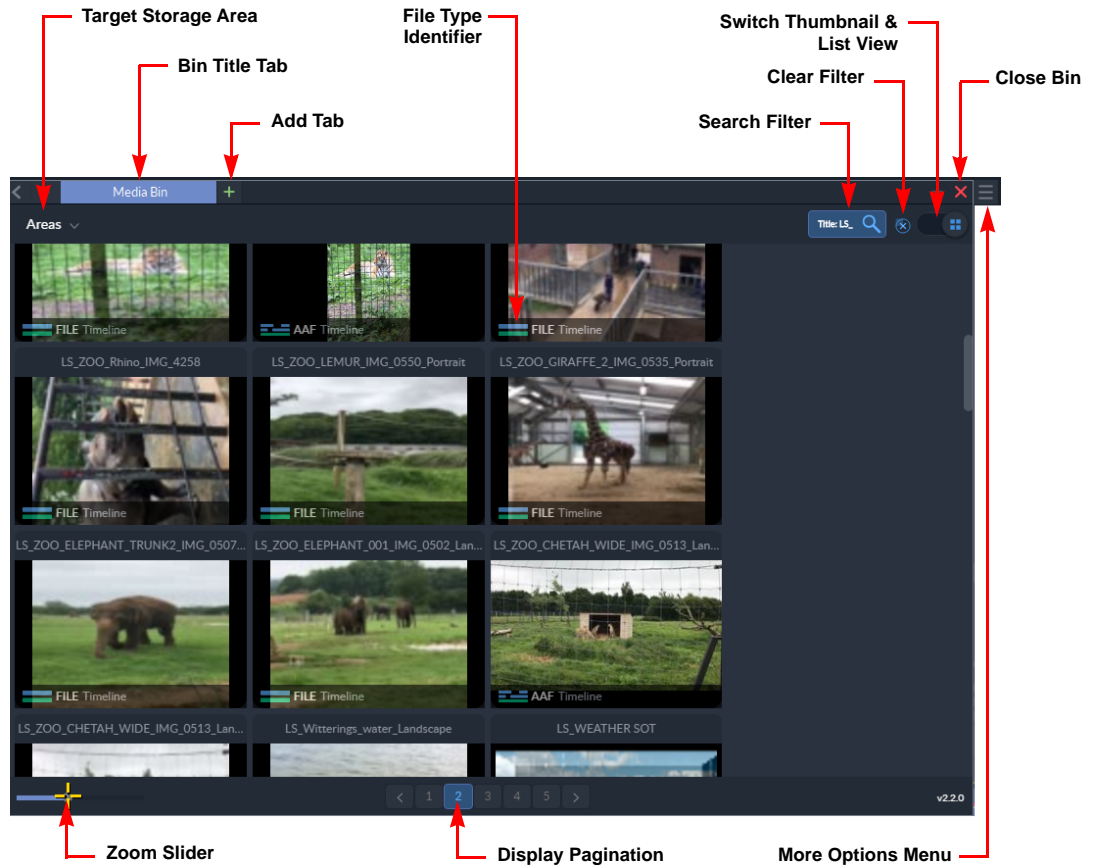 Target Storage Area
File Type
Identifier
Switch Thumbnail &
List View
Bin Title Tab
Clear Filter
Close Bin
Add Tab
Search Filter
Media Bin
Areas
Title: LS_
FILE Timeline
AAF Timeline
FILE Timeline
LS_ZOO_Rhino_IMG_4258
LS_ZOO_LEMUR_IMG_0550_Portrait
LS_ZOO_GIRAFFE_2_IMG_0535_Portrait
FILE Timeline
FILE Timeline
FILE Timeline
LS_ZOO_ELEPHANT_TRUNK2_IMG_0507...
LS_ZOO_ELEPHANT_001_IMG_0502_Lan...
LS_ZOO_CHETAH_WIDE_IMG_0513_Lan...
FILE Timeline
FILE Timeline
AAF Timeline
LS_ZOO_CHETAH_WIDE_IMG_0513_Lan...
LS_Witterings_water_Landscape
LS_WEATHER SOT
< 1 2 3 4 5 >
v2.2.0
Zoom Slider
Display Pagination
More Options Menu